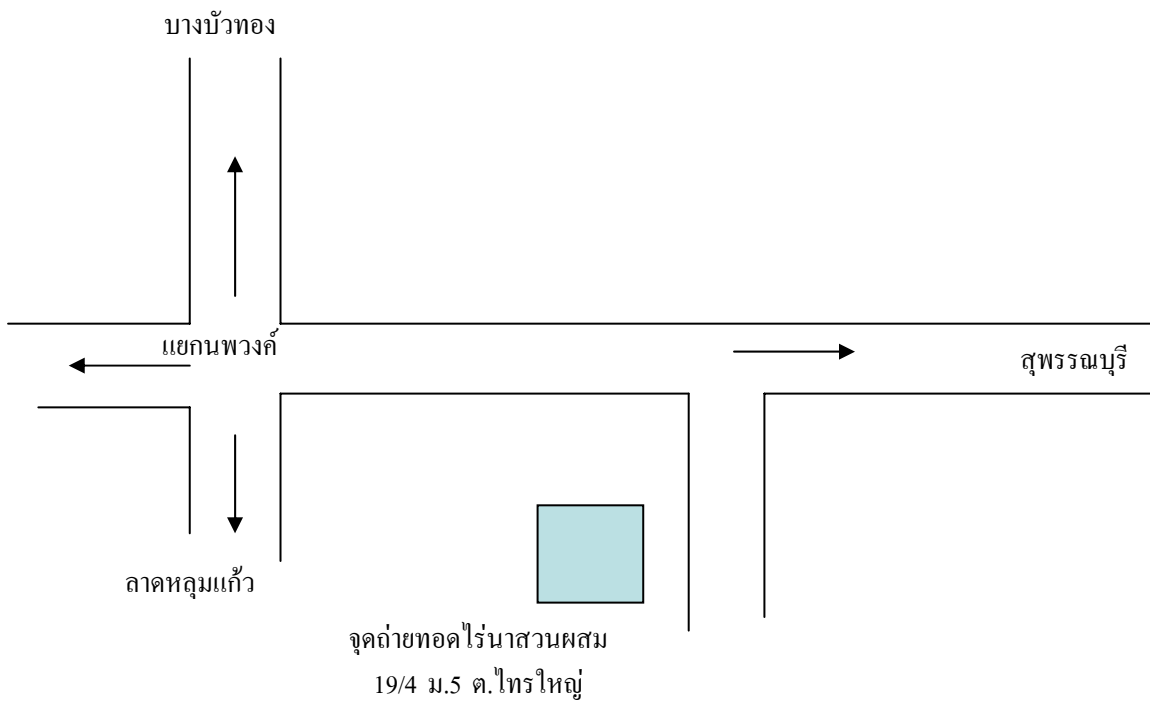 บางบัวทอง
แยกนพวงค์
สุพรรณบุรี
ลาดหลุมแก้ว
จุดถ่ายทอดไร่นาสวนผสม
19/4 ม.5 ต.ไทรใหญ่